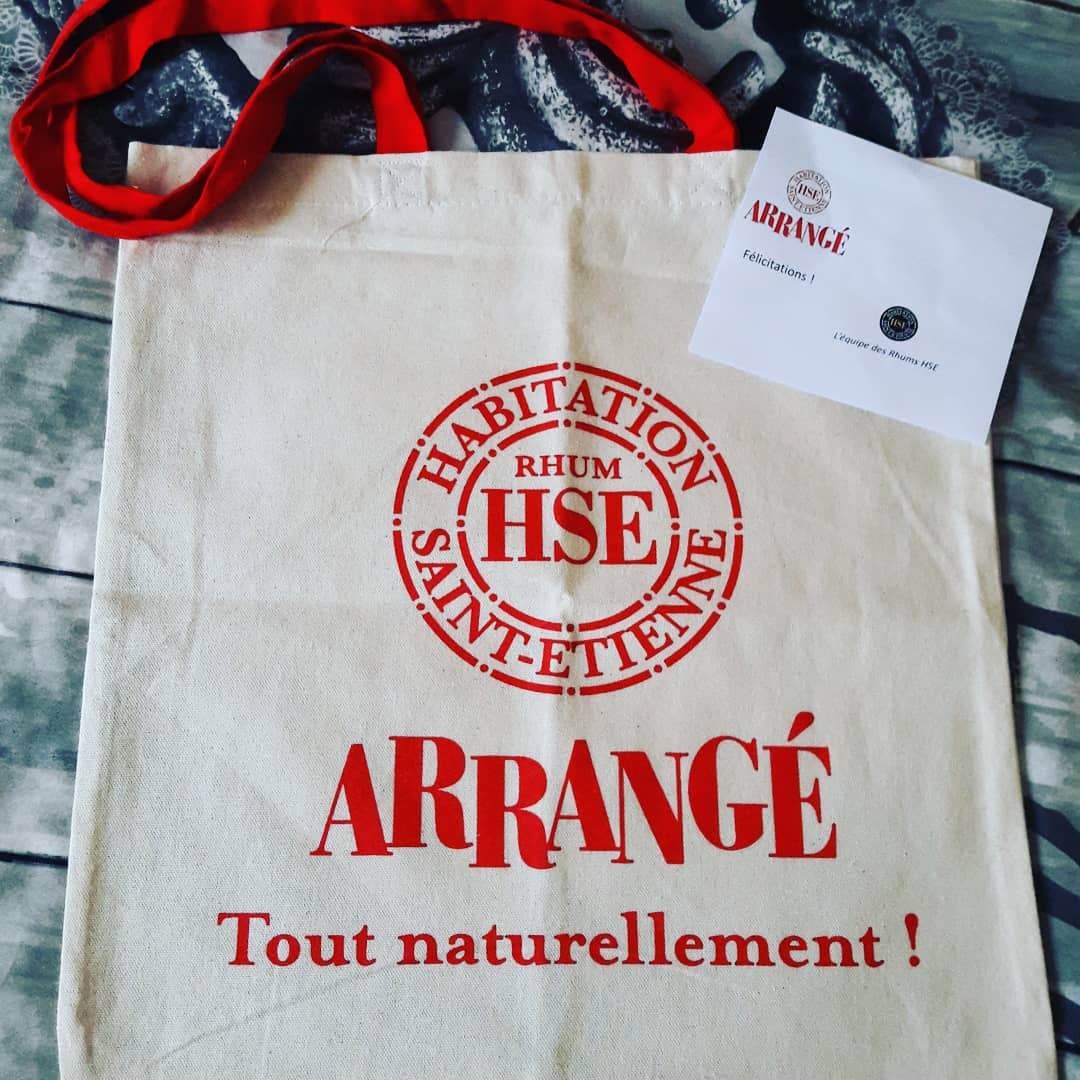 HABITATION
RHUM
HSE
SAINT-ETIENNE
ARRANGÉ
Tout naturellement !
HABITATION
HSE
SAINT-ETIENNE
ARRANGÉ
Félicitations !
HSE
L'équipe des Rhums HSE